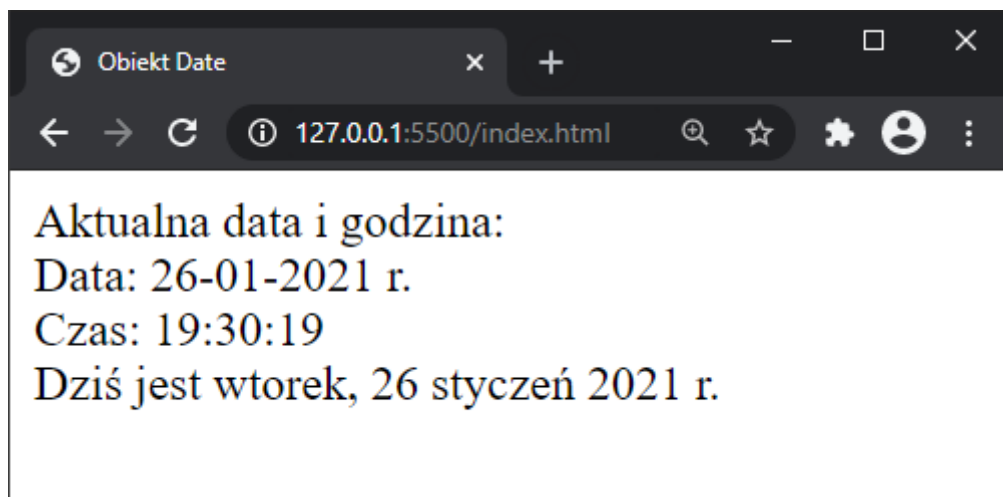 Obiekt Date
127.0.0.1:5500/index.html
Aktualna data i godzina:
Data: 26-01-2021 r.
Czas: 19:30:19
Dziś jest wtorek, 26 styczeń 2021 r.